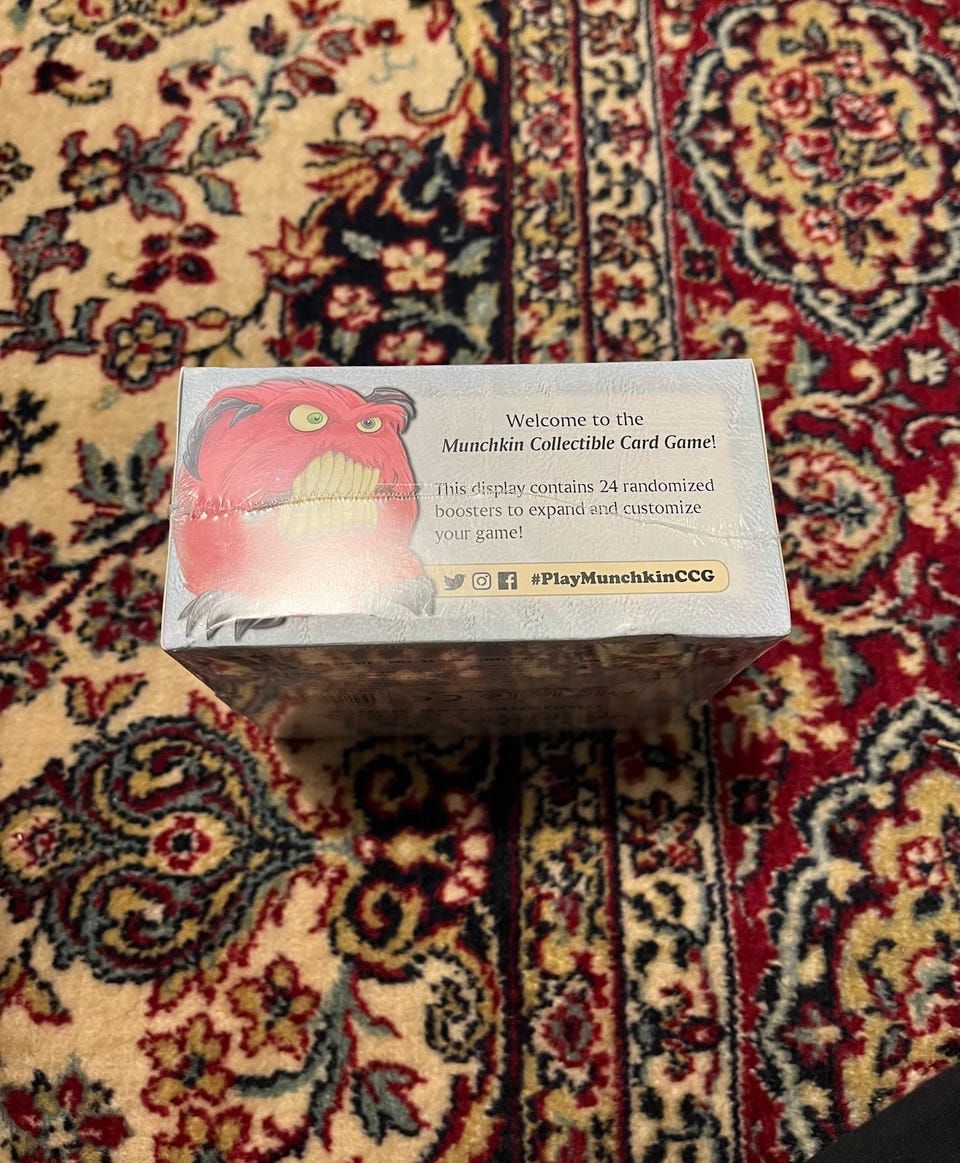 Welcome to the
Munchkin Collectible Card Game!
This display contains 24 randomized
boosters to expand and customize
your game!
#PlayMunchkinCCG